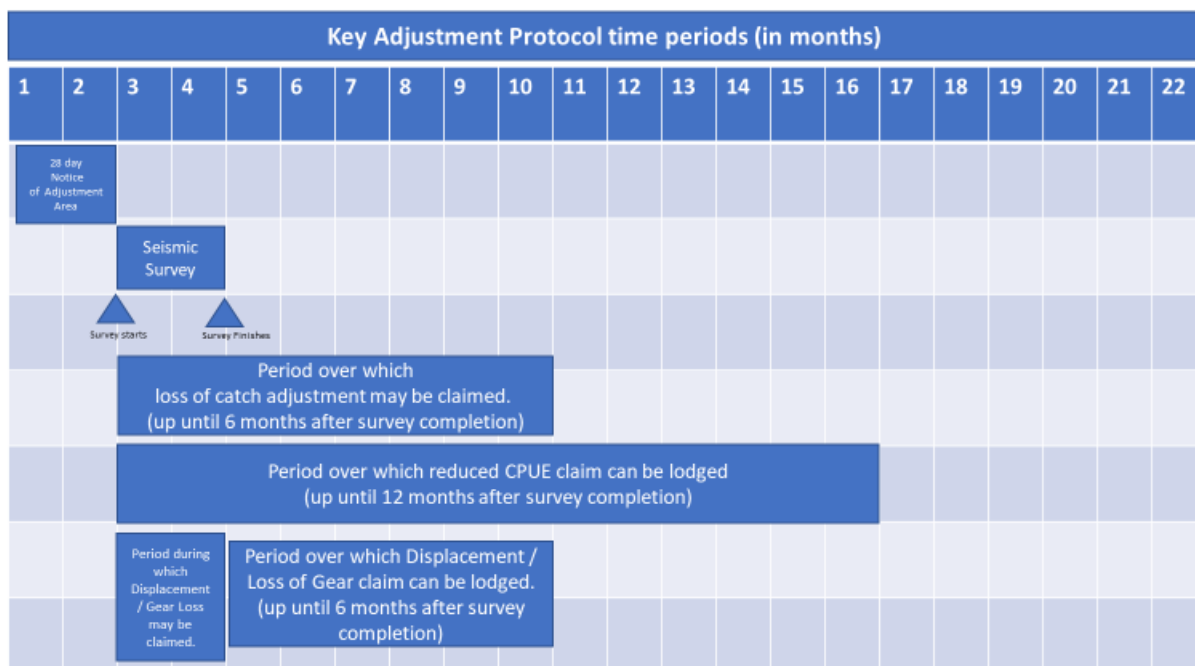 Key Adjustment Protocol time periods (in months)
1 2 3 4 5 6 7 8 9 10 11 12 13 14 15 16 17 18 19 20 21 22
28 day
Notice
of Adjustment
Area
Seismic
Survey
Survey starts
Survey Finishes
Period over which
loss of catch adjustment may be claimed.
(up until 6 months after survey completion)
Period over which reduced CPUE claim can be lodged
(up until 12 months after survey completion)
Period during
which
Displacement
/ Gear Loss
may be
claimed.
Period over which Displacement /
Loss of Gear claim can be lodged.
(up until 6 months after survey
completion)